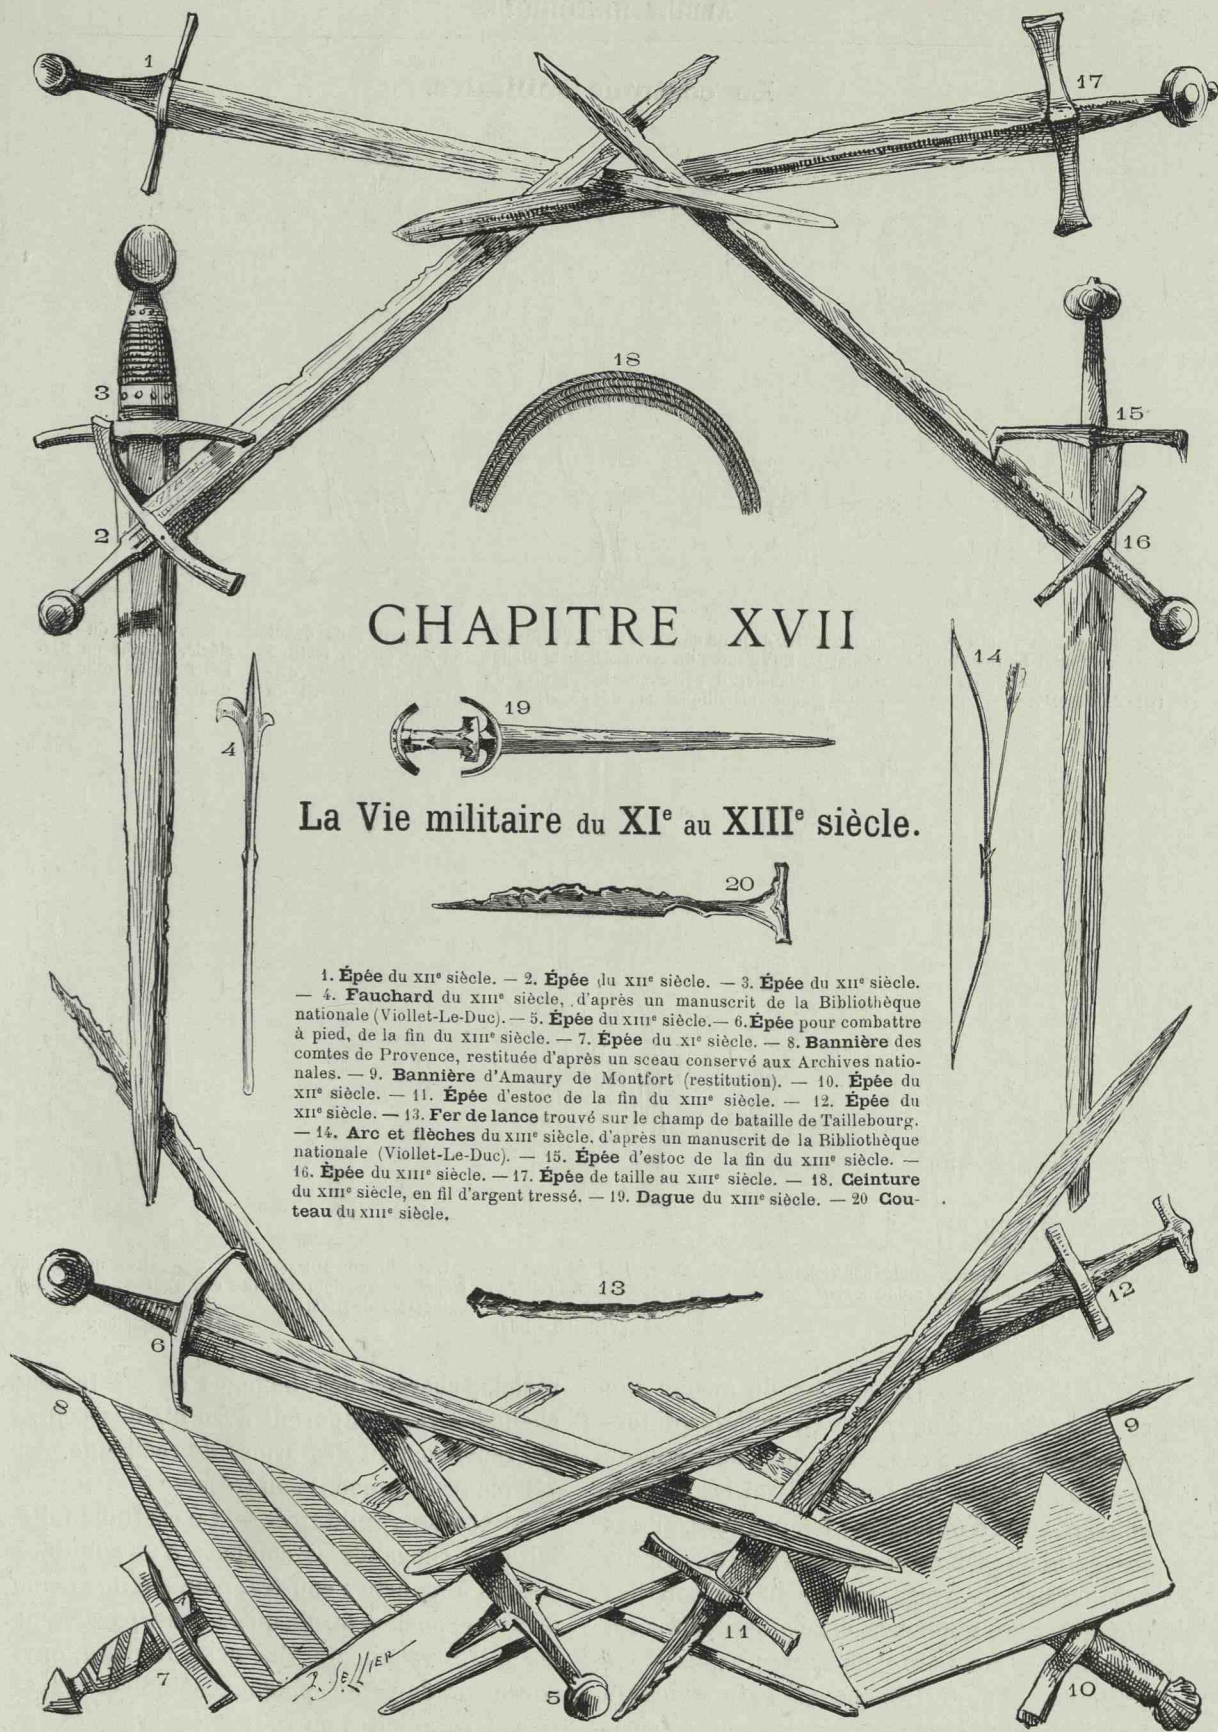 1
17
3
18
15
2
16
CHAPITRE XVII
14
4
19
La Vie militaire du XIe au XIIIe siècle.
20
1. Épée du XIIe siècle. — 2. Épée du XIIe siècle. — 3. Épée du XIIe siècle.
— 4. Fauchard du XIIIe siècle, d'après un manuscrit de la Bibliothèque
nationale (Viollet-Le-Duc). — 5. Épée du XIIIe siècle. — 6. Épée pour combattre
à pied, de la fin du XIIIe siècle. — 7. Épée du XIe siècle. — 8. Bannière des
comtes de Provence, restituée d'après un sceau conservé aux Archives natio-
nales. — 9. Bannière d'Amaury de Montfort (restitution). — 10. Épée du
XIIe siècle. — 11. Épée d'estoc de la fin du XIIIe siècle. — 12. Épée du
XIIe siècle. — 13. Fer de lance trouvé sur le champ de bataille de Taillebourg.
— 14. Arc et flèches du XIIIe siècle, d'après un manuscrit de la Bibliothèque
nationale (Viollet-Le-Duc). — 15. Épée d'estoc de la fin du XIIIe siècle. —
16. Épée du XIIIe siècle. — 17. Épée de taille au XIIIe siècle. — 18. Ceinture
du XIIIe siècle, en fil d'argent tressé. — 19. Dague du XIIIe siècle. — 20 Cou-
teau du XIIIe siècle.
13
12
6
8
9
11
7
5
10
SELLIER